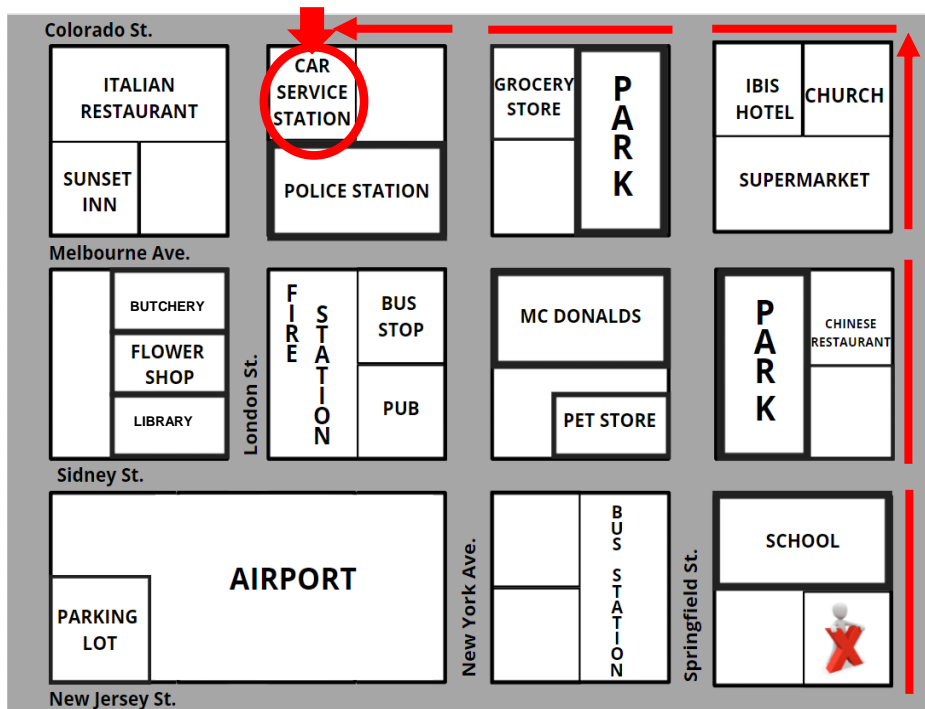 Colorado St.
ITALIAN
RESTAURANT
CAR
SERVICE
STATION
GROCERY
STORE
PARK
IBIS
HOTEL
CHURCH
SUNSET
INN
POLICE STATION
SUPERMARKET
Melbourne Ave.
BUTCHERY
FLOWER
SHOP
LIBRARY
London St.
FIRE
STATION
BUS
STOP
PUB
MC DONALDS
PET STORE
PARK
CHINESE
RESTAURANT
Sidney St.
AIRPORT
PARKING
LOT
New York Ave.
BUS STATION
Springfield St.
SCHOOL
X
New Jersey St.